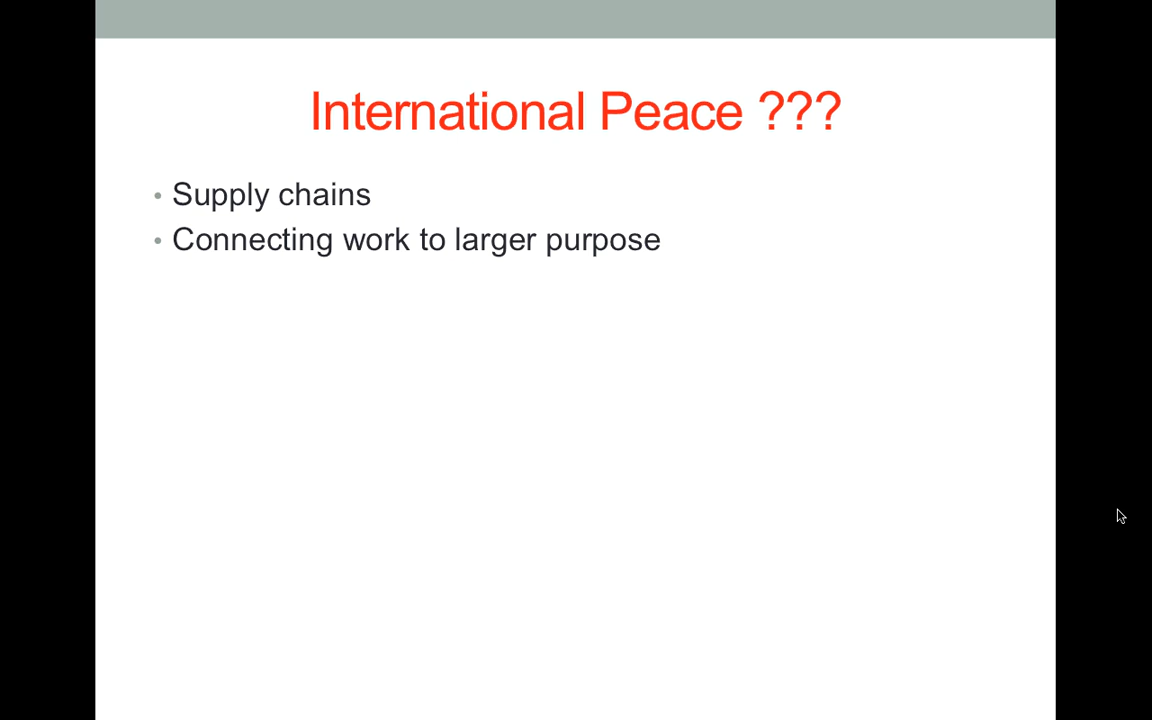 International Peace ???
• Supply chains
• Connecting work to larger purpose